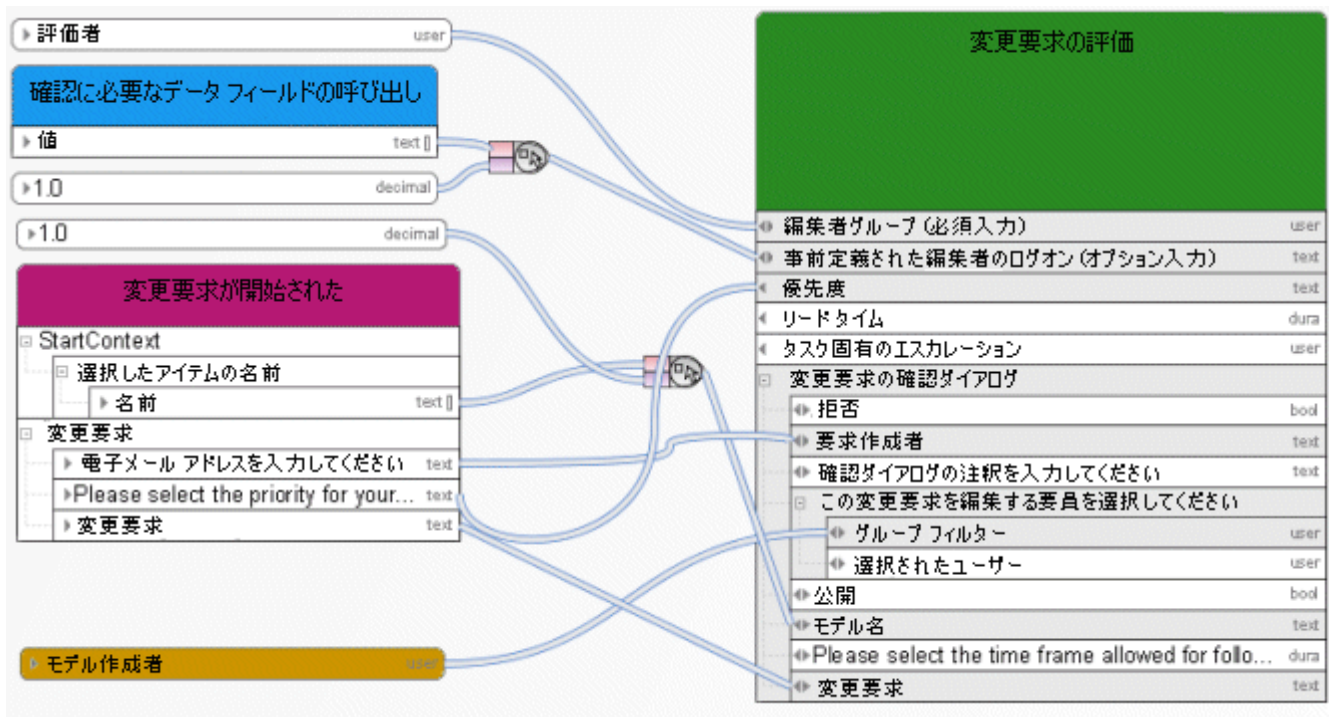 評価者 user
確認に必要なデータ フィールドの呼び出し
値 text []
1.0 decimal
1.0 decimal
変更要求が開始された
StartContext
選択したアイテムの名前
名前 text []
変更要求
電子メール アドレスを入力してください text
Please select the priority for your... text
変更要求 text
モデル作成者 user
変更要求の評価
編集者グループ (必須入力) user
事前定義された編集者のログオン (オプション入力) text
優先度 text
リードタイム dura
タスク固有のエスカレーション user
変更要求の確認ダイアログ
拒否 bool
要求作成者 text
確認ダイアログの注釈を入力してください text
この変更要求を編集する要員を選択してください
グループ フィルター user
選択されたユーザー user
公開 bool
モデル名 text
Please select the time frame allowed for follo... dura
変更要求 text